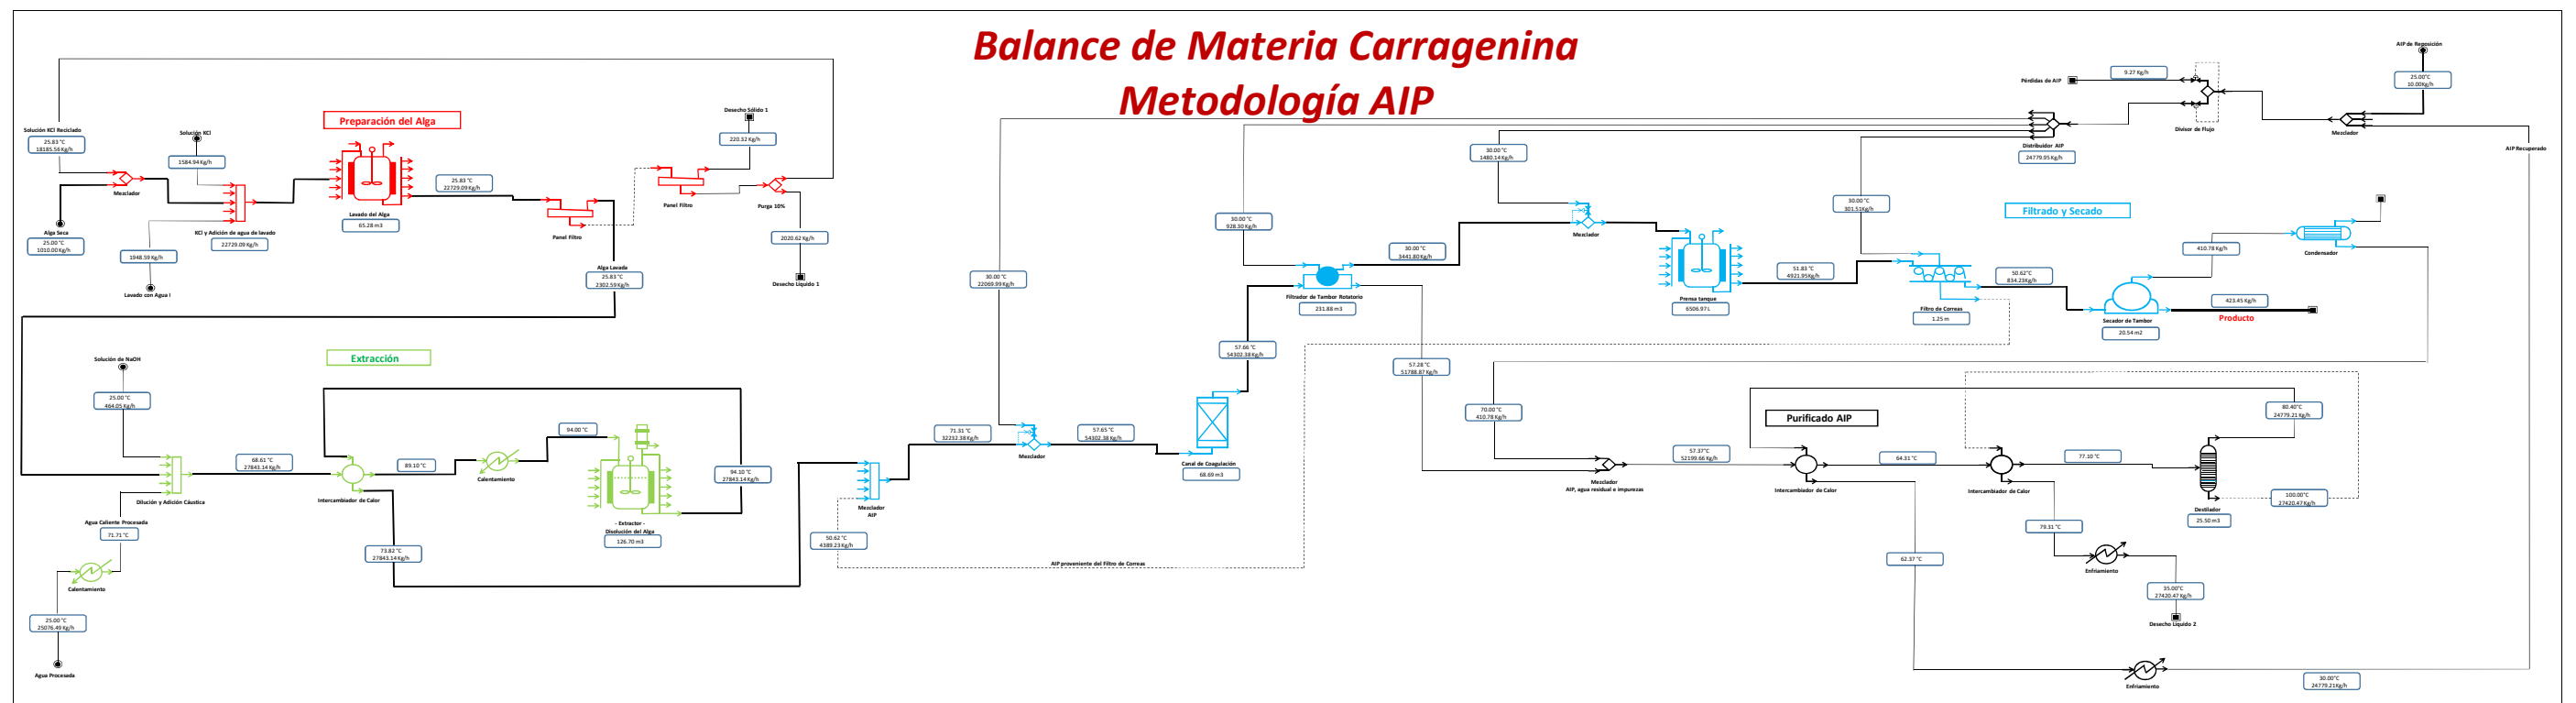 Balance de Materia Carragenina
Metodología AIP
Preparación del Alga
Solución KCl Reciclado
25.83 °C
18185.56 Kg/h
Solución KCl
1584.94 Kg/h
Mezclador
Alga Seca
25.00 °C
1010.00 Kg/h
KCl y Adición de agua de lavado
22729.09 Kg/h
1948.59 Kg/h
Lavado con Agua I
Lavado del Alga
65.28 m3
25.83 °C
22729.09 Kg/h
Panel Filtro
Desecho Sólido 1
220.32 Kg/h
Panel Filtro
Purga 10%
2020.62 Kg/h
Desecho Líquido 1
Alga Lavada
25.83 °C
2302.59 Kg/h
Extracción
Solución de NaOH
25.00 °C
464.05 Kg/h
Dilución y Adición Cáustica
Agua Caliente Procesada
71.71 °C
Calentamiento
25.00 °C
25076.49 Kg/h
Agua Procesada
68.61 °C
27843.14 Kg/h
Intercambiador de Calor
89.10 °C
Calentamiento
94.00 °C
- Extractor -
Disolución del Alga
126.70 m3
94.10 °C
27843.14 Kg/h
73.82 °C
27843.14 Kg/h
Mezclador
AIP
50.62 °C
4389.23 Kg/h
AIP proveniente del Filtro de Correas
71.31 °C
32232.38 Kg/h
30.00 °C
22069.99 Kg/h
Mezclador
57.65 °C
54302.38 Kg/h
Canal de Coagulación
68.69 m3
57.66 °C
54302.38 Kg/h
30.00 °C
928.30 Kg/h
Filtrador de Tambor Rotatorio
231.88 m3
30.00 °C
3441.80 Kg/h
30.00 °C
1480.14 Kg/h
Mezclador
Prensa tanque
6506.97 L
51.83 °C
4921.95 Kg/h
30.00 °C
301.51 Kg/h
Filtrado y Secado
Filtro de Correas
1.25 m
50.62°C
834.23 Kg/h
Secador de Tambor
20.54 m2
410.78 Kg/h
Condensador
423.45 Kg/h
Producto
Pérdidas de AIP
9.27 Kg/h
Divisor de Flujo
Distribuidor AIP
24779.95 Kg/h
AIP de Reposición
25.00 °C
10.00 Kg/h
Mezclador
AIP Recuperado
57.28 °C
51788.87 Kg/h
70.00 °C
410.78 Kg/h
Mezclador
AIP, agua residual e impurezas
57.37°C
52199.66 Kg/h
Purificado AIP
Intercambiador de Calor
64.31 °C
Intercambiador de Calor
77.10 °C
80.40°C
24779.21 Kg/h
100.00°C
27420.47 Kg/h
Destilador
25.50 m3
79.31 °C
Enfriamiento
35.00°C
27420.47 Kg/h
Desecho Líquido 2
62.37 °C
Enfriamiento
30.00°C
24779.21 Kg/h